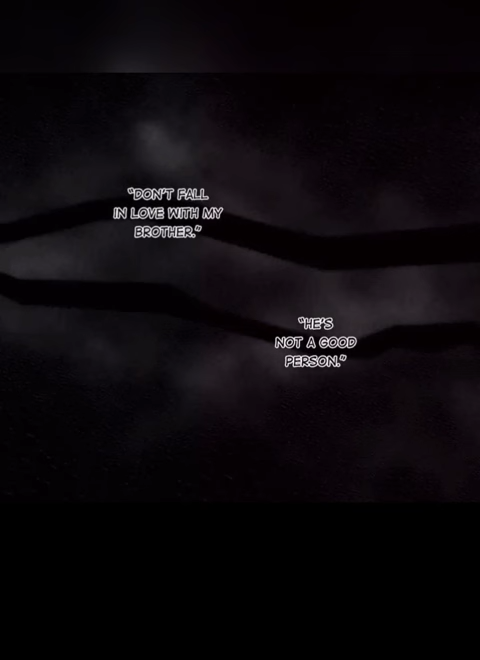 “DON'T FALL
IN LOVE WITH MY
BROTHER.”
“HE'S
NOT A GOOD
PERSON.”